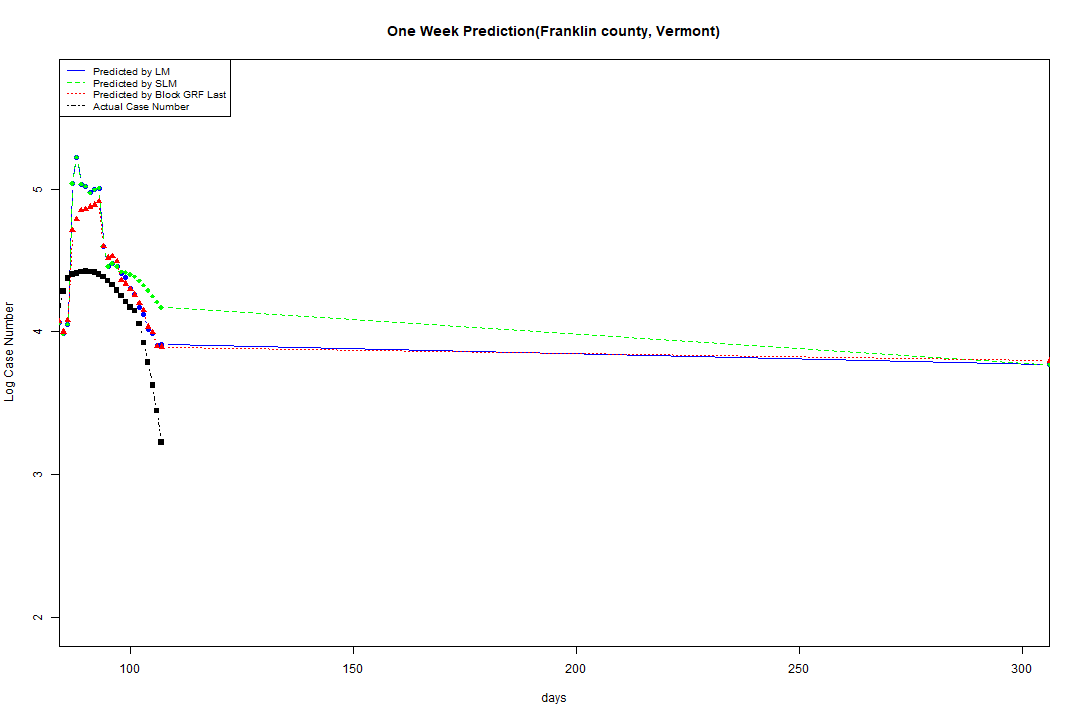 One Week Prediction(Franklin county, Vermont)
Predicted by LM
Predicted by SLM
Predicted by Block GRF Last
Actual Case Number
5
4
3
2
Log Case Number
100 150 200 250 300
days